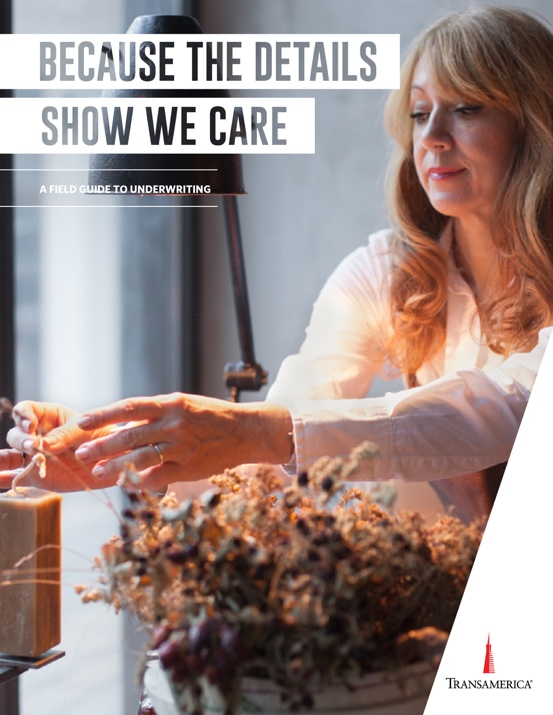 BECAUSE THE DETAILS
SHOW WE CARE
A FIELD GUIDE TO UNDERWRITING
TRANSAMERICA®